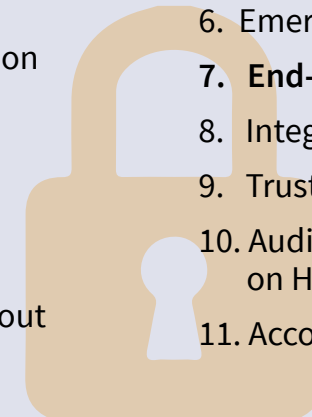 on
out
6. Emer
7. End-
8. Integ
9. Trust
10. Audi
on H
11. Acco